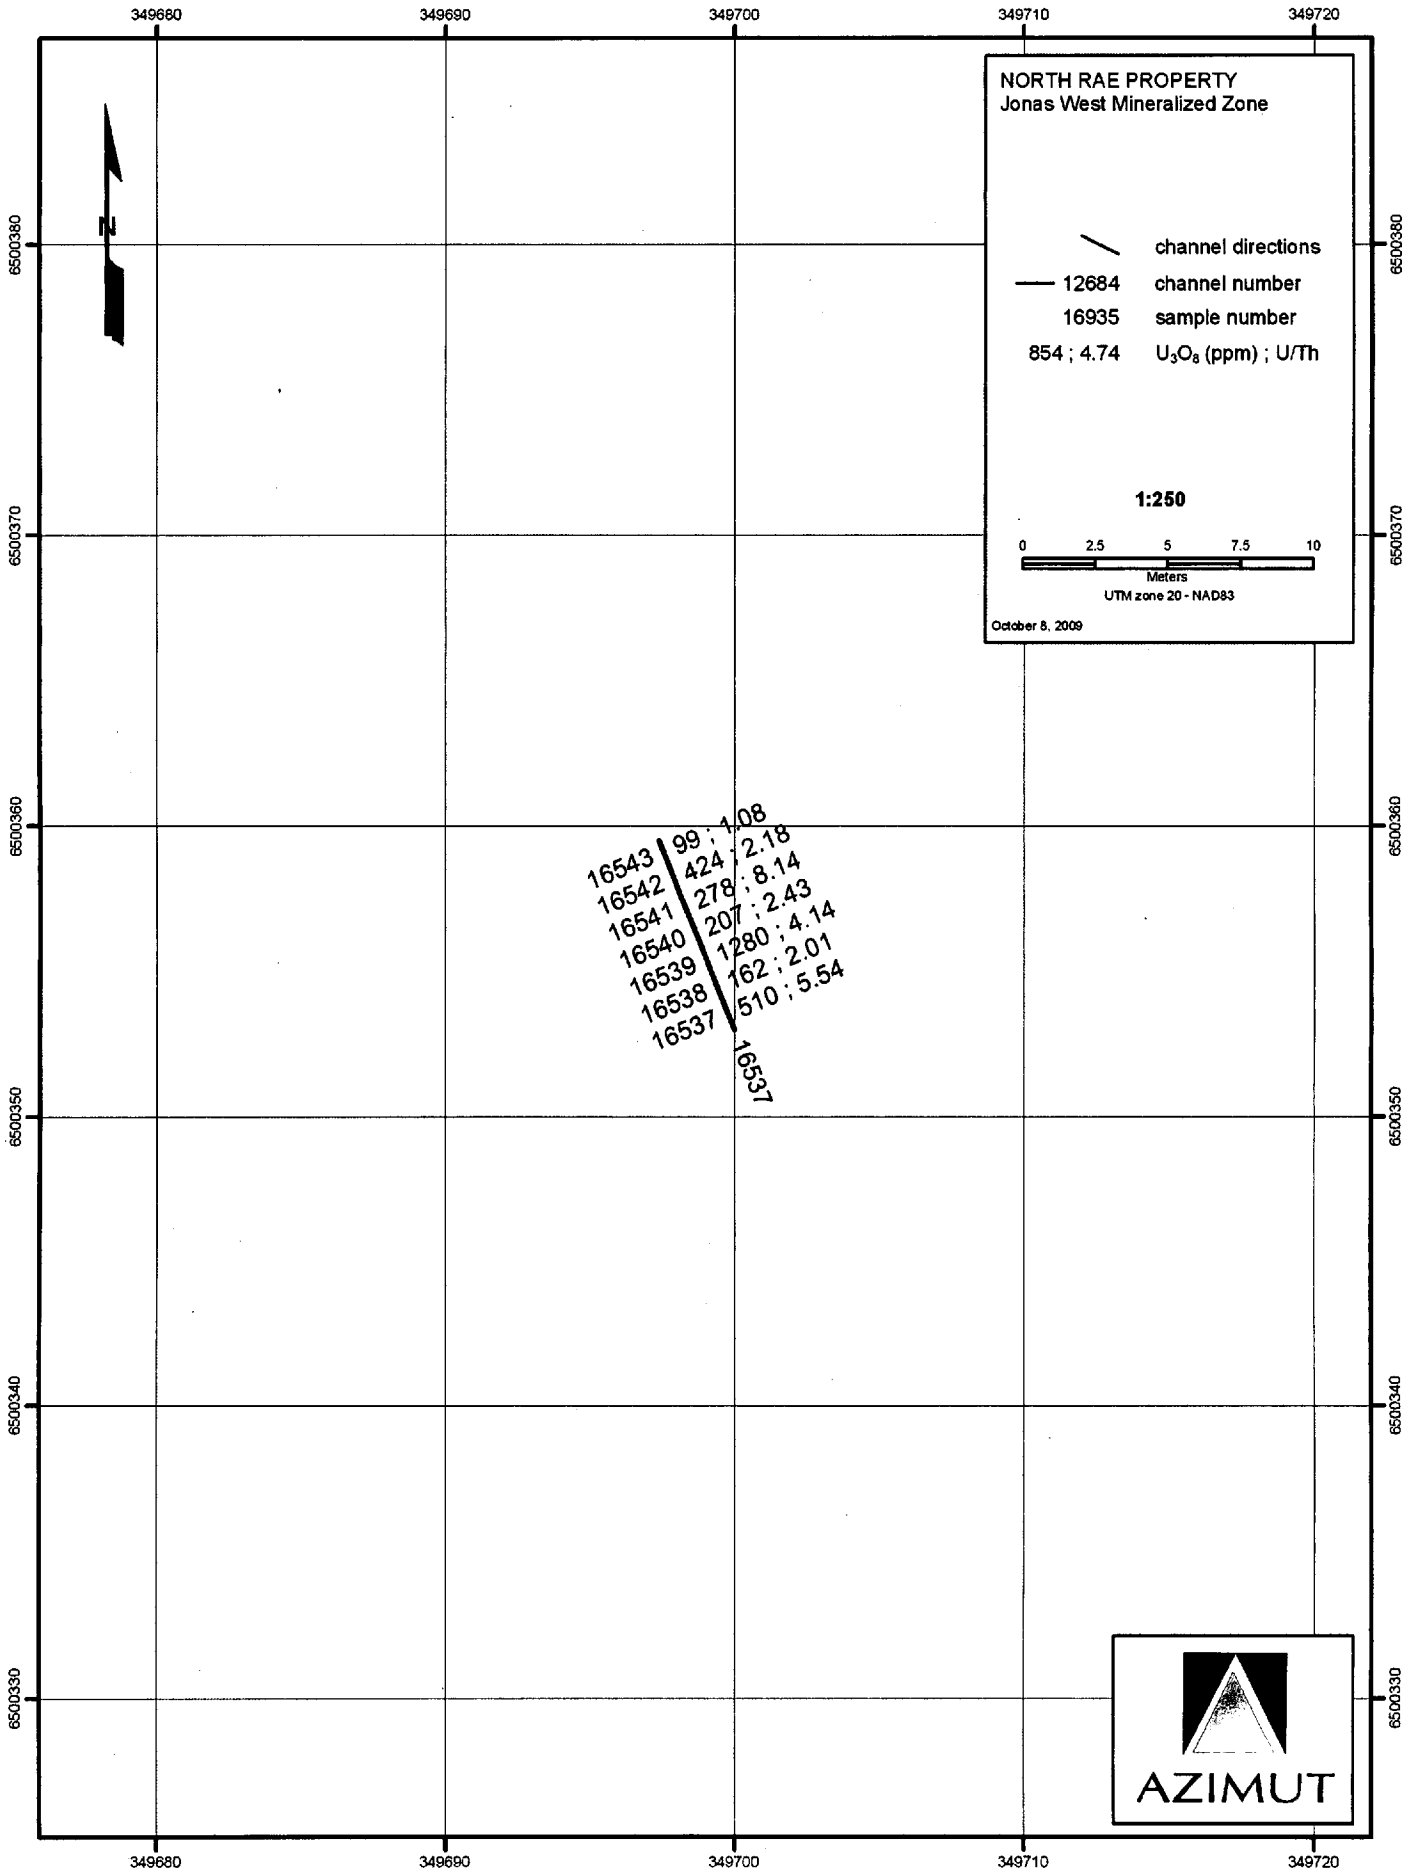 349680 349690 349700 349710 349720
NORTH RAE PROPERTY
Jonas West Mineralized Zone
N
6500380 6500380
channel directions
12684 channel number
16935 sample number
854 ; 4.74 U₃O₈ (ppm) ; U/Th
1:250
6500370 6500370
0 2.5 5 7.5 10
Meters
UTM zone 20 - NAD83
October 8, 2009
6500360 6500360
16543 99 ; 1.08
16542 424 ; 2.18
16541 278 ; 8.14
16540 207 ; 2.43
16539 1280 ; 4.14
16538 162 ; 2.01
16537 510 ; 5.54
16537
6500350 6500350
6500340 6500340
6500330 6500330
AZIMUT
349680 349690 349700 349710 349720